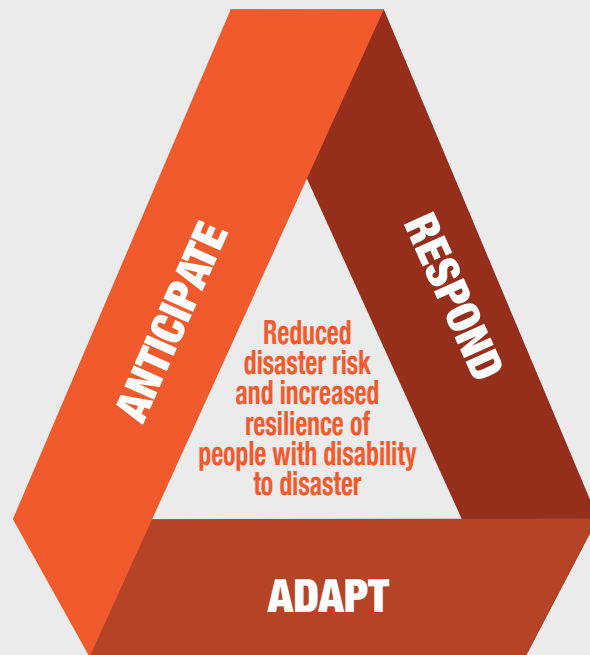 ANTICIPATE
RESPOND
Reduced
disaster risk
and increased
resilience of
people with disability
to disaster
ADAPT